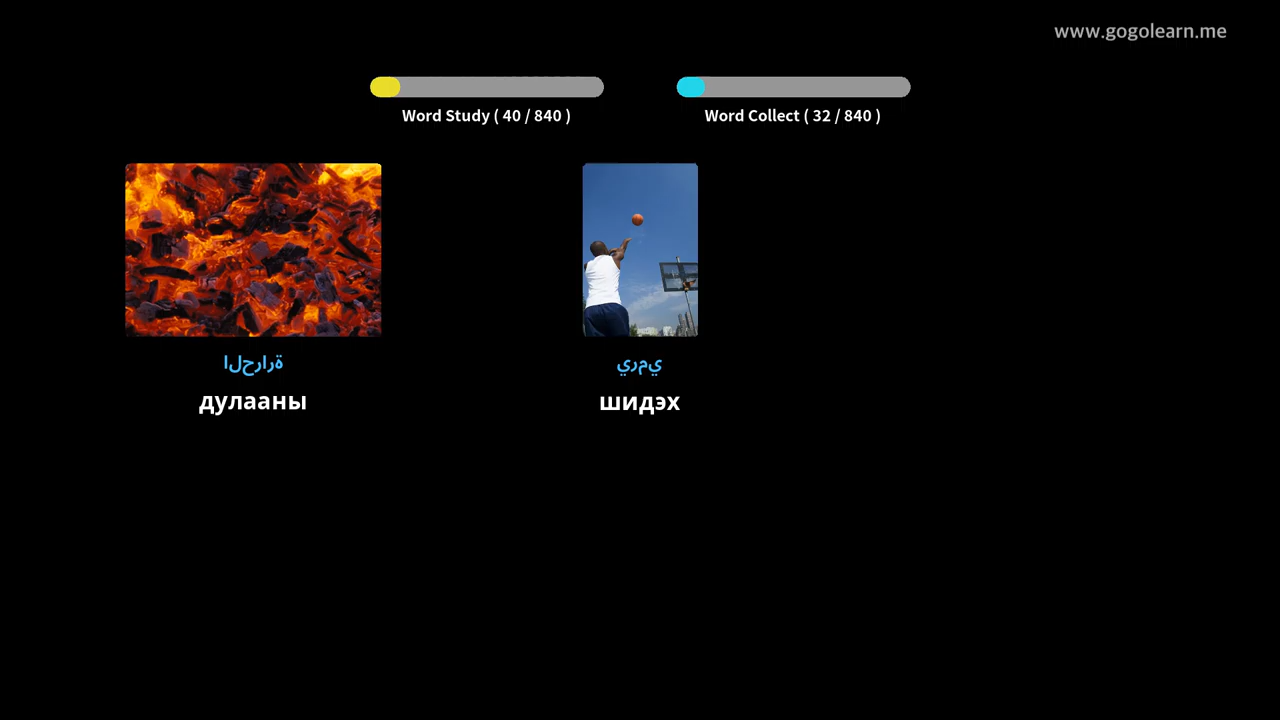 www.gogolearn.me
Word Study ( 40 / 840 )
Word Collect ( 32 / 840 )
الحرارة
يرمي
дулааны
шидэх